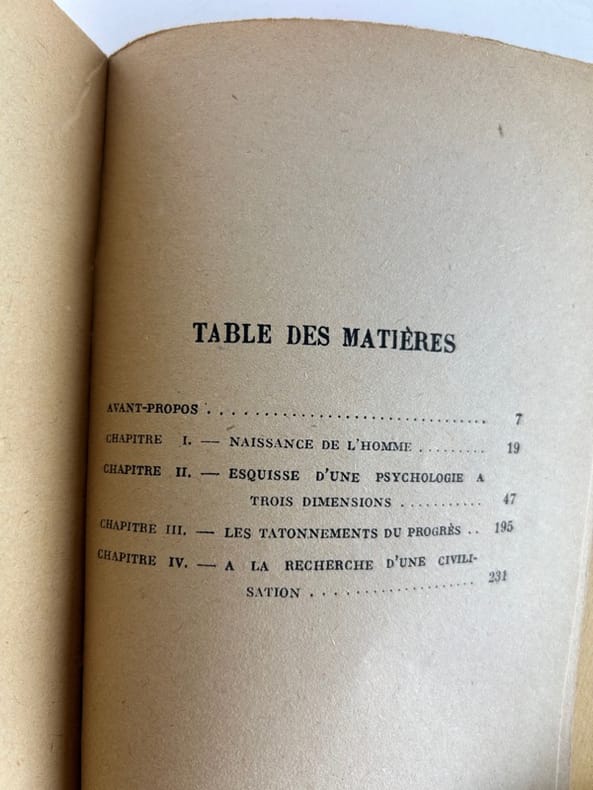 TABLE DES MATIÈRES
AVANT-PROPOS . . . . . . . . . . . . . . . . . . . . . . . . . . . . . . 7
CHAPITRE I. — NAISSANCE DE L'HOMME . . . . . . . . . 19
CHAPITRE II. — ESQUISSE D'UNE PSYCHOLOGIE A
TROIS DIMENSIONS . . . . . . . . . . . 47
CHAPITRE III. — LES TATONNEMENTS DU PROGRÈS . . 195
CHAPITRE IV. — A LA RECHERCHE D'UNE CIVILI-
SATION . . . . . . . . . . . . . . . . . . 231